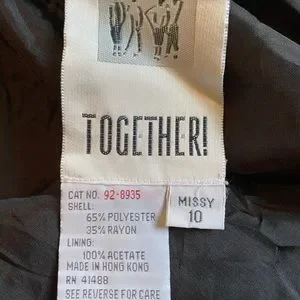 TOGETHER!
CAT NO. 92-8935
SHELL:
65% POLYESTER
35% RAYON
LINING:
100% ACETATE
MADE IN HONG KONG
RN 41488
SEE REVERSE FOR CARE
MISSY
10